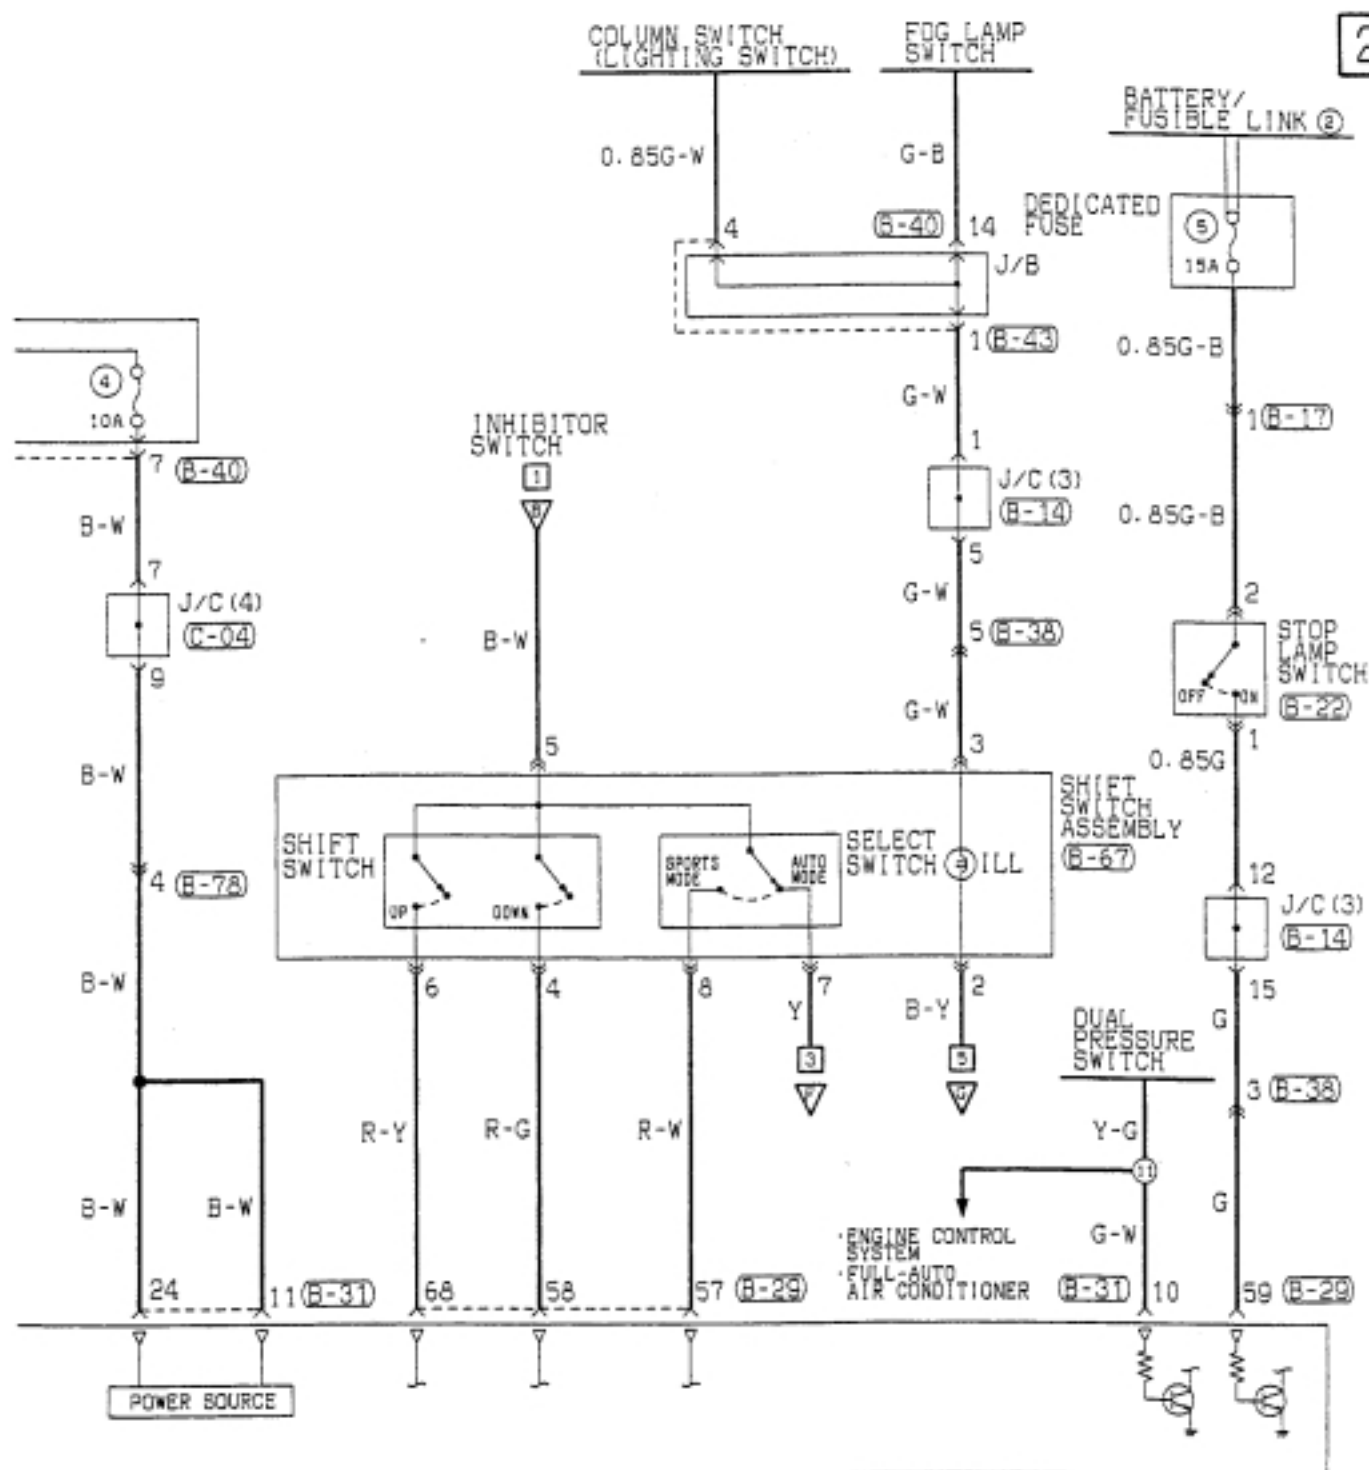 COLUMN SWITCH
(LIGHTING SWITCH)
FOG LAMP
SWITCH
2
BATTERY/
FUSIBLE LINK ②
0.85G-W
G-B
4
B-40
14
DEDICATED
FUSE
5
15A
J/B
1
B-43
0.85G-B
4
10A
G-W
1
B-17
INHIBITOR
SWITCH
1
7
B-40
1
J/C(3)
B-14
B-W
0.85G-B
5
7
J/C(4)
C-04
G-W
2
B-W
5
B-38
STOP
LAMP
SWITCH
OFF
ON
B-22
9
G-W
5
3
1
0.85G
B-W
SHIFT
SWITCH
ASSEMBLY
B-67
SHIFT
SWITCH
UP
DOWN
SPORTS
MODE
AUTO
MODE
SELECT
SWITCH
ILL
4
B-78
12
J/C(3)
B-14
B-W
6
4
8
7
2
15
Y
B-Y
G
DUAL
PRESSURE
SWITCH
3
F
5
G
3
B-38
R-Y
R-G
R-W
Y-G
11
B-W
B-W
G
·ENGINE CONTROL
SYSTEM
·FULL-AUTO
AIR CONDITIONER
G-W
24
11
B-31
68
58
57
B-29
B-31
10
59
B-29
POWER SOURCE